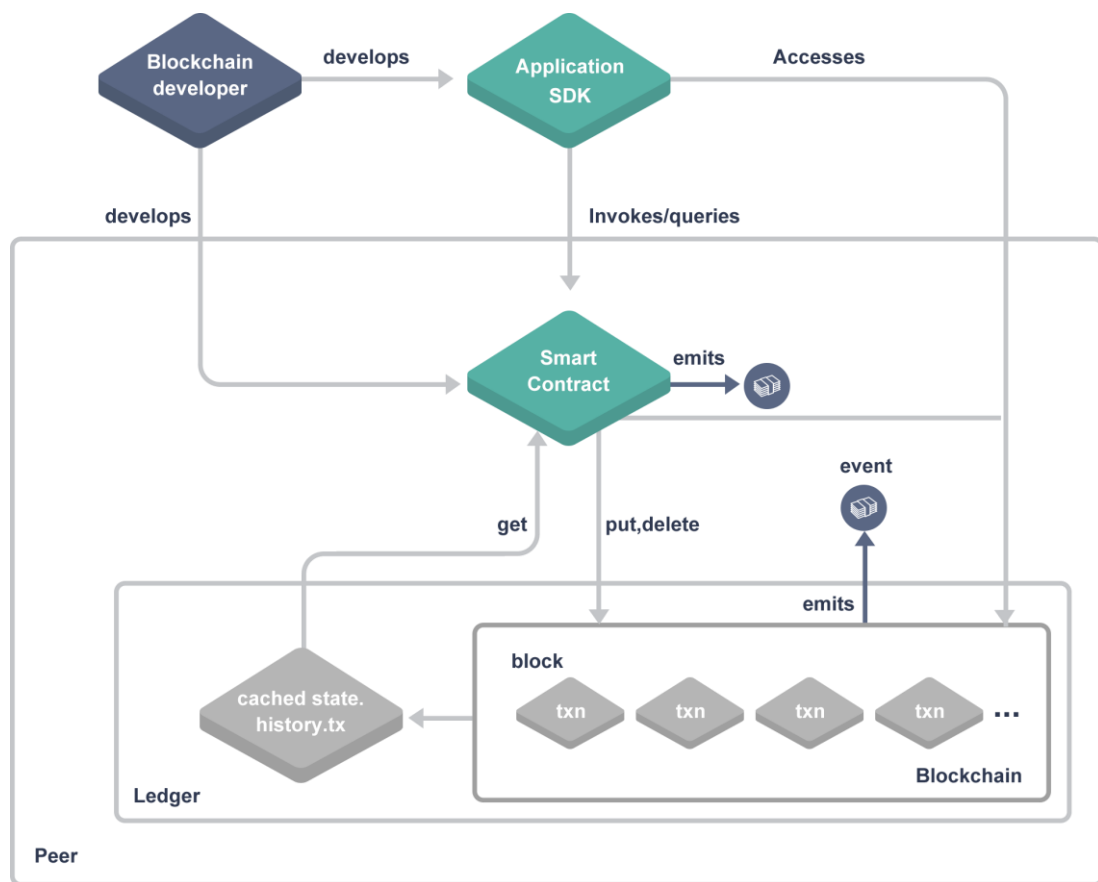 Blockchain
developer
develops
Application
SDK
Accesses
develops
Invokes/queries
Smart
Contract
emits
event
get
put,delete
emits
block
cached state.
history.tx
txn
txn
txn
txn
...
Blockchain
Ledger
Peer